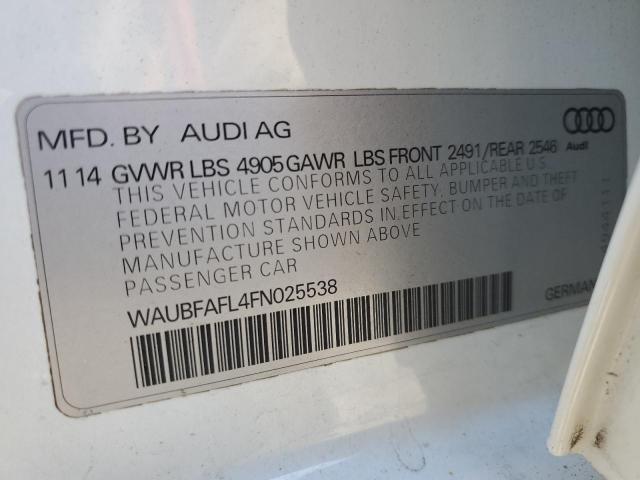 MFD. BY AUDI AG
Audi
11 14 GVWR LBS 4905 GAWR LBS FRONT 2491/REAR 2546
THIS VEHICLE CONFORMS TO ALL APPLICABLE U.S.
FEDERAL MOTOR VEHICLE SAFETY, BUMPER AND THEFT
PREVENTION STANDARDS IN EFFECT ON THE DATE OF
MANUFACTURE SHOWN ABOVE
PASSENGER CAR
WAUBFAFL4FN025538